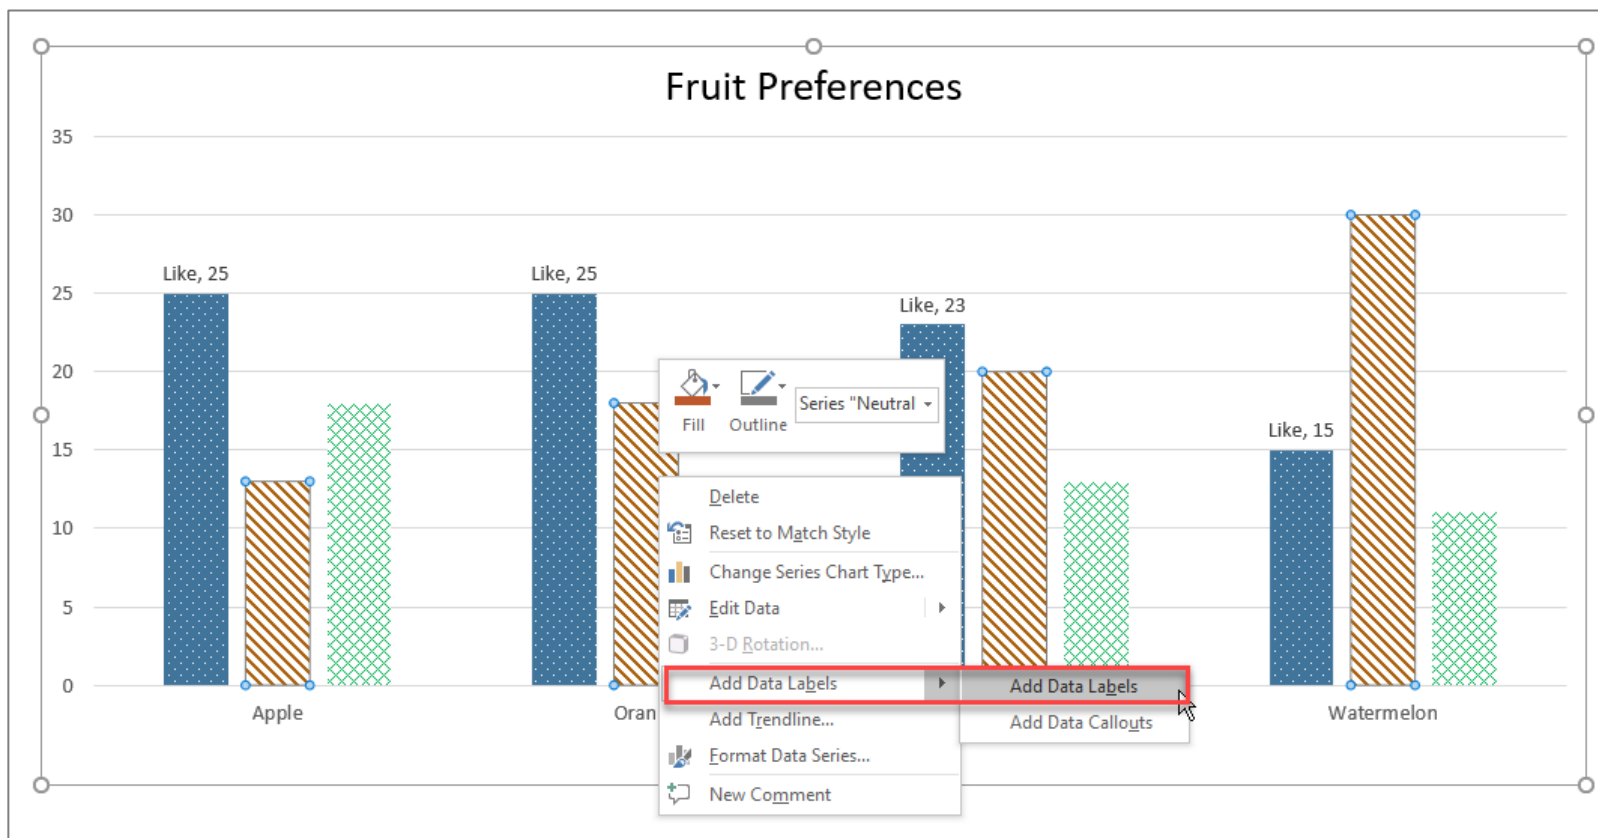 Fruit Preferences
35
30
25
20
15
10
5
0
Like, 25
Like, 25
Like, 23
Like, 15
Fill
Outline
Series "Neutral
Delete
Reset to Match Style
Change Series Chart Type...
Edit Data
3-D Rotation...
Add Data Labels
Add Trendline...
Format Data Series...
New Comment
Add Data Labels
Add Data Callouts
Apple
Oran
Watermelon